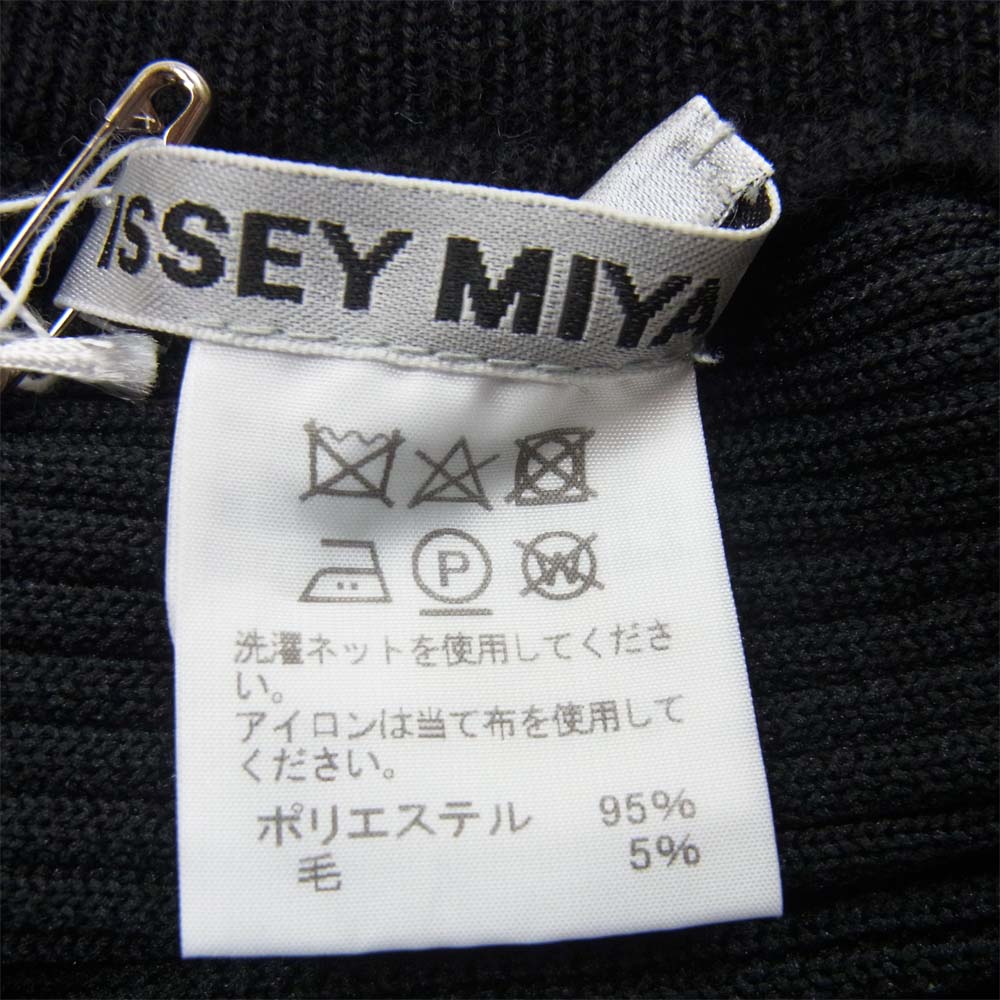 ISSEY MIYA
P
W
洗濯ネットを使用してくださ
い。
アイロンは当て布を使用して
ください。
ポリエステル 95%
毛 5%